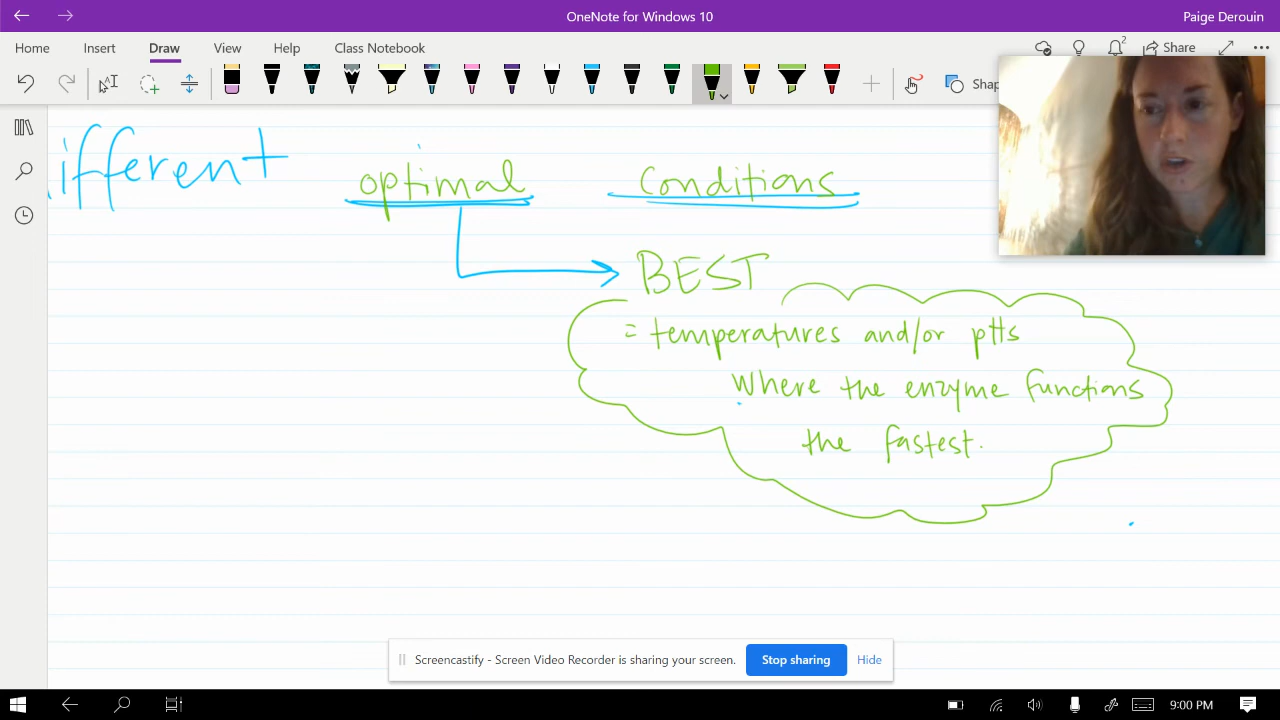 OneNote for Windows 10
Paige Derouin
Home Insert Draw View Help Class Notebook
2
Share
Shap
ifferent optimal conditions
BEST
= temperatures and/or pHs
where the enzyme functions
the fastest.
Screencastify - Screen Video Recorder is sharing your screen. Stop sharing Hide
9:00 PM